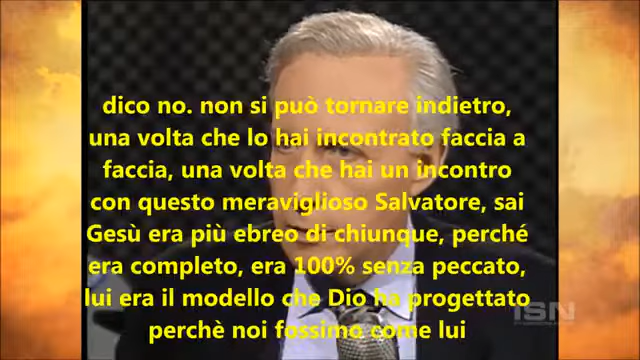 dico no. non si può tornare indietro,
una volta che lo hai incontrato faccia a
faccia, una volta che hai un incontro
con questo meraviglioso Salvatore, sai
Gesù era più ebreo di chiunque, perché
era completo, era 100% senza peccato,
lui era il modello che Dio ha progettato
perchè noi fossimo come lui
ISN